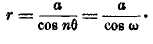 r = a / cos nθ = a / cos ω.